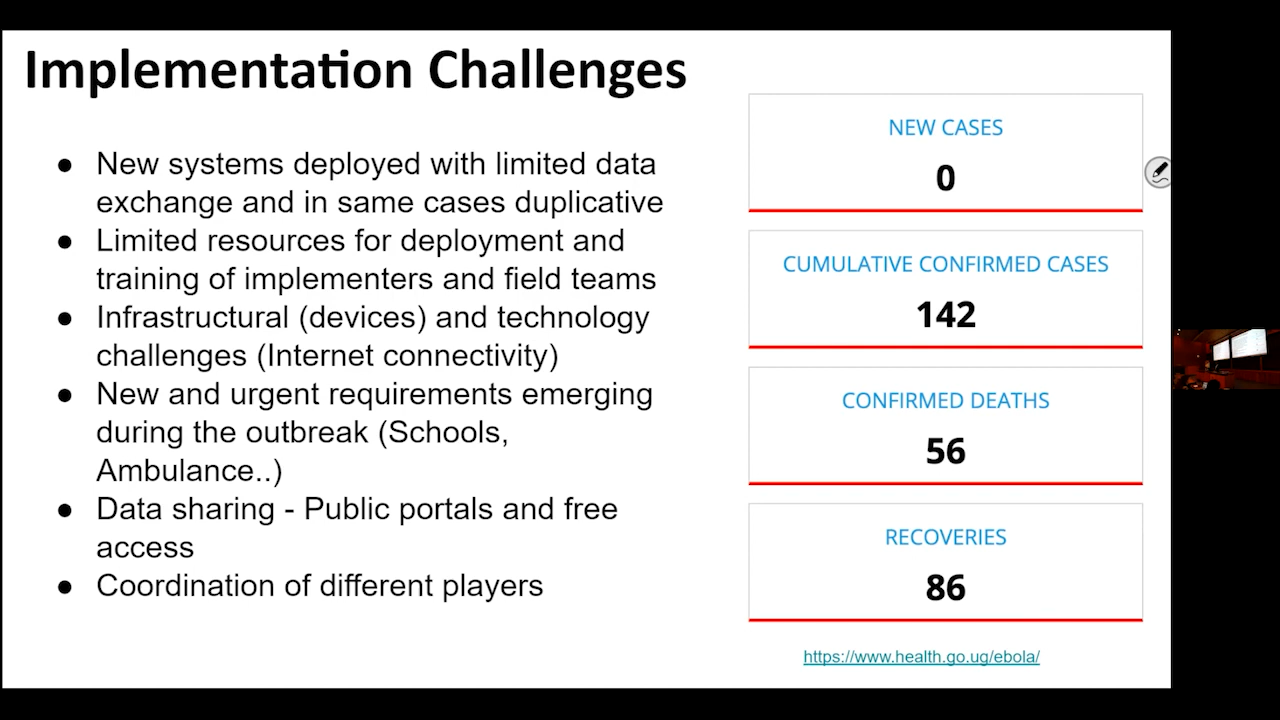 Implementation Challenges
● New systems deployed with limited data
exchange and in same cases duplicative
● Limited resources for deployment and
training of implementers and field teams
● Infrastructural (devices) and technology
challenges (Internet connectivity)
● New and urgent requirements emerging
during the outbreak (Schools,
Ambulance..)
● Data sharing - Public portals and free
access
● Coordination of different players
NEW CASES
0
CUMULATIVE CONFIRMED CASES
142
CONFIRMED DEATHS
56
RECOVERIES
86
https://www.health.go.ug/ebola/